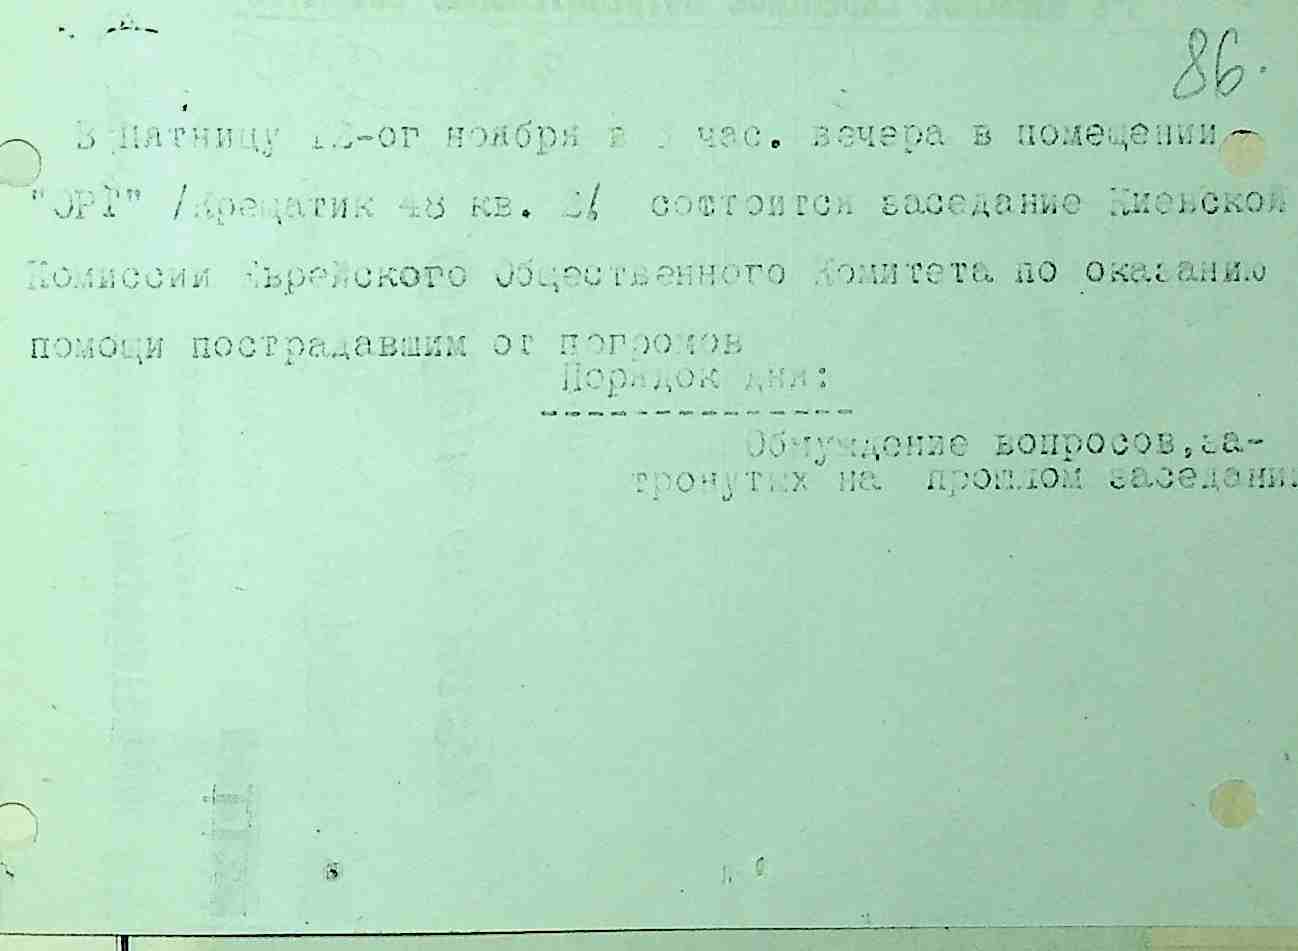 86.
В пятницу 12-ог ноября в час. вечера в помещении -
"ОРТ" /Крещатик 48 кв. 2/ состоится заседание Киевской
Комиссии Еврейского Общественного Комитета по оказанию
помощи пострадавшим от погромов
Порядок дня:
Обсуждение вопросов,за-
тронутых на прошлом заседании